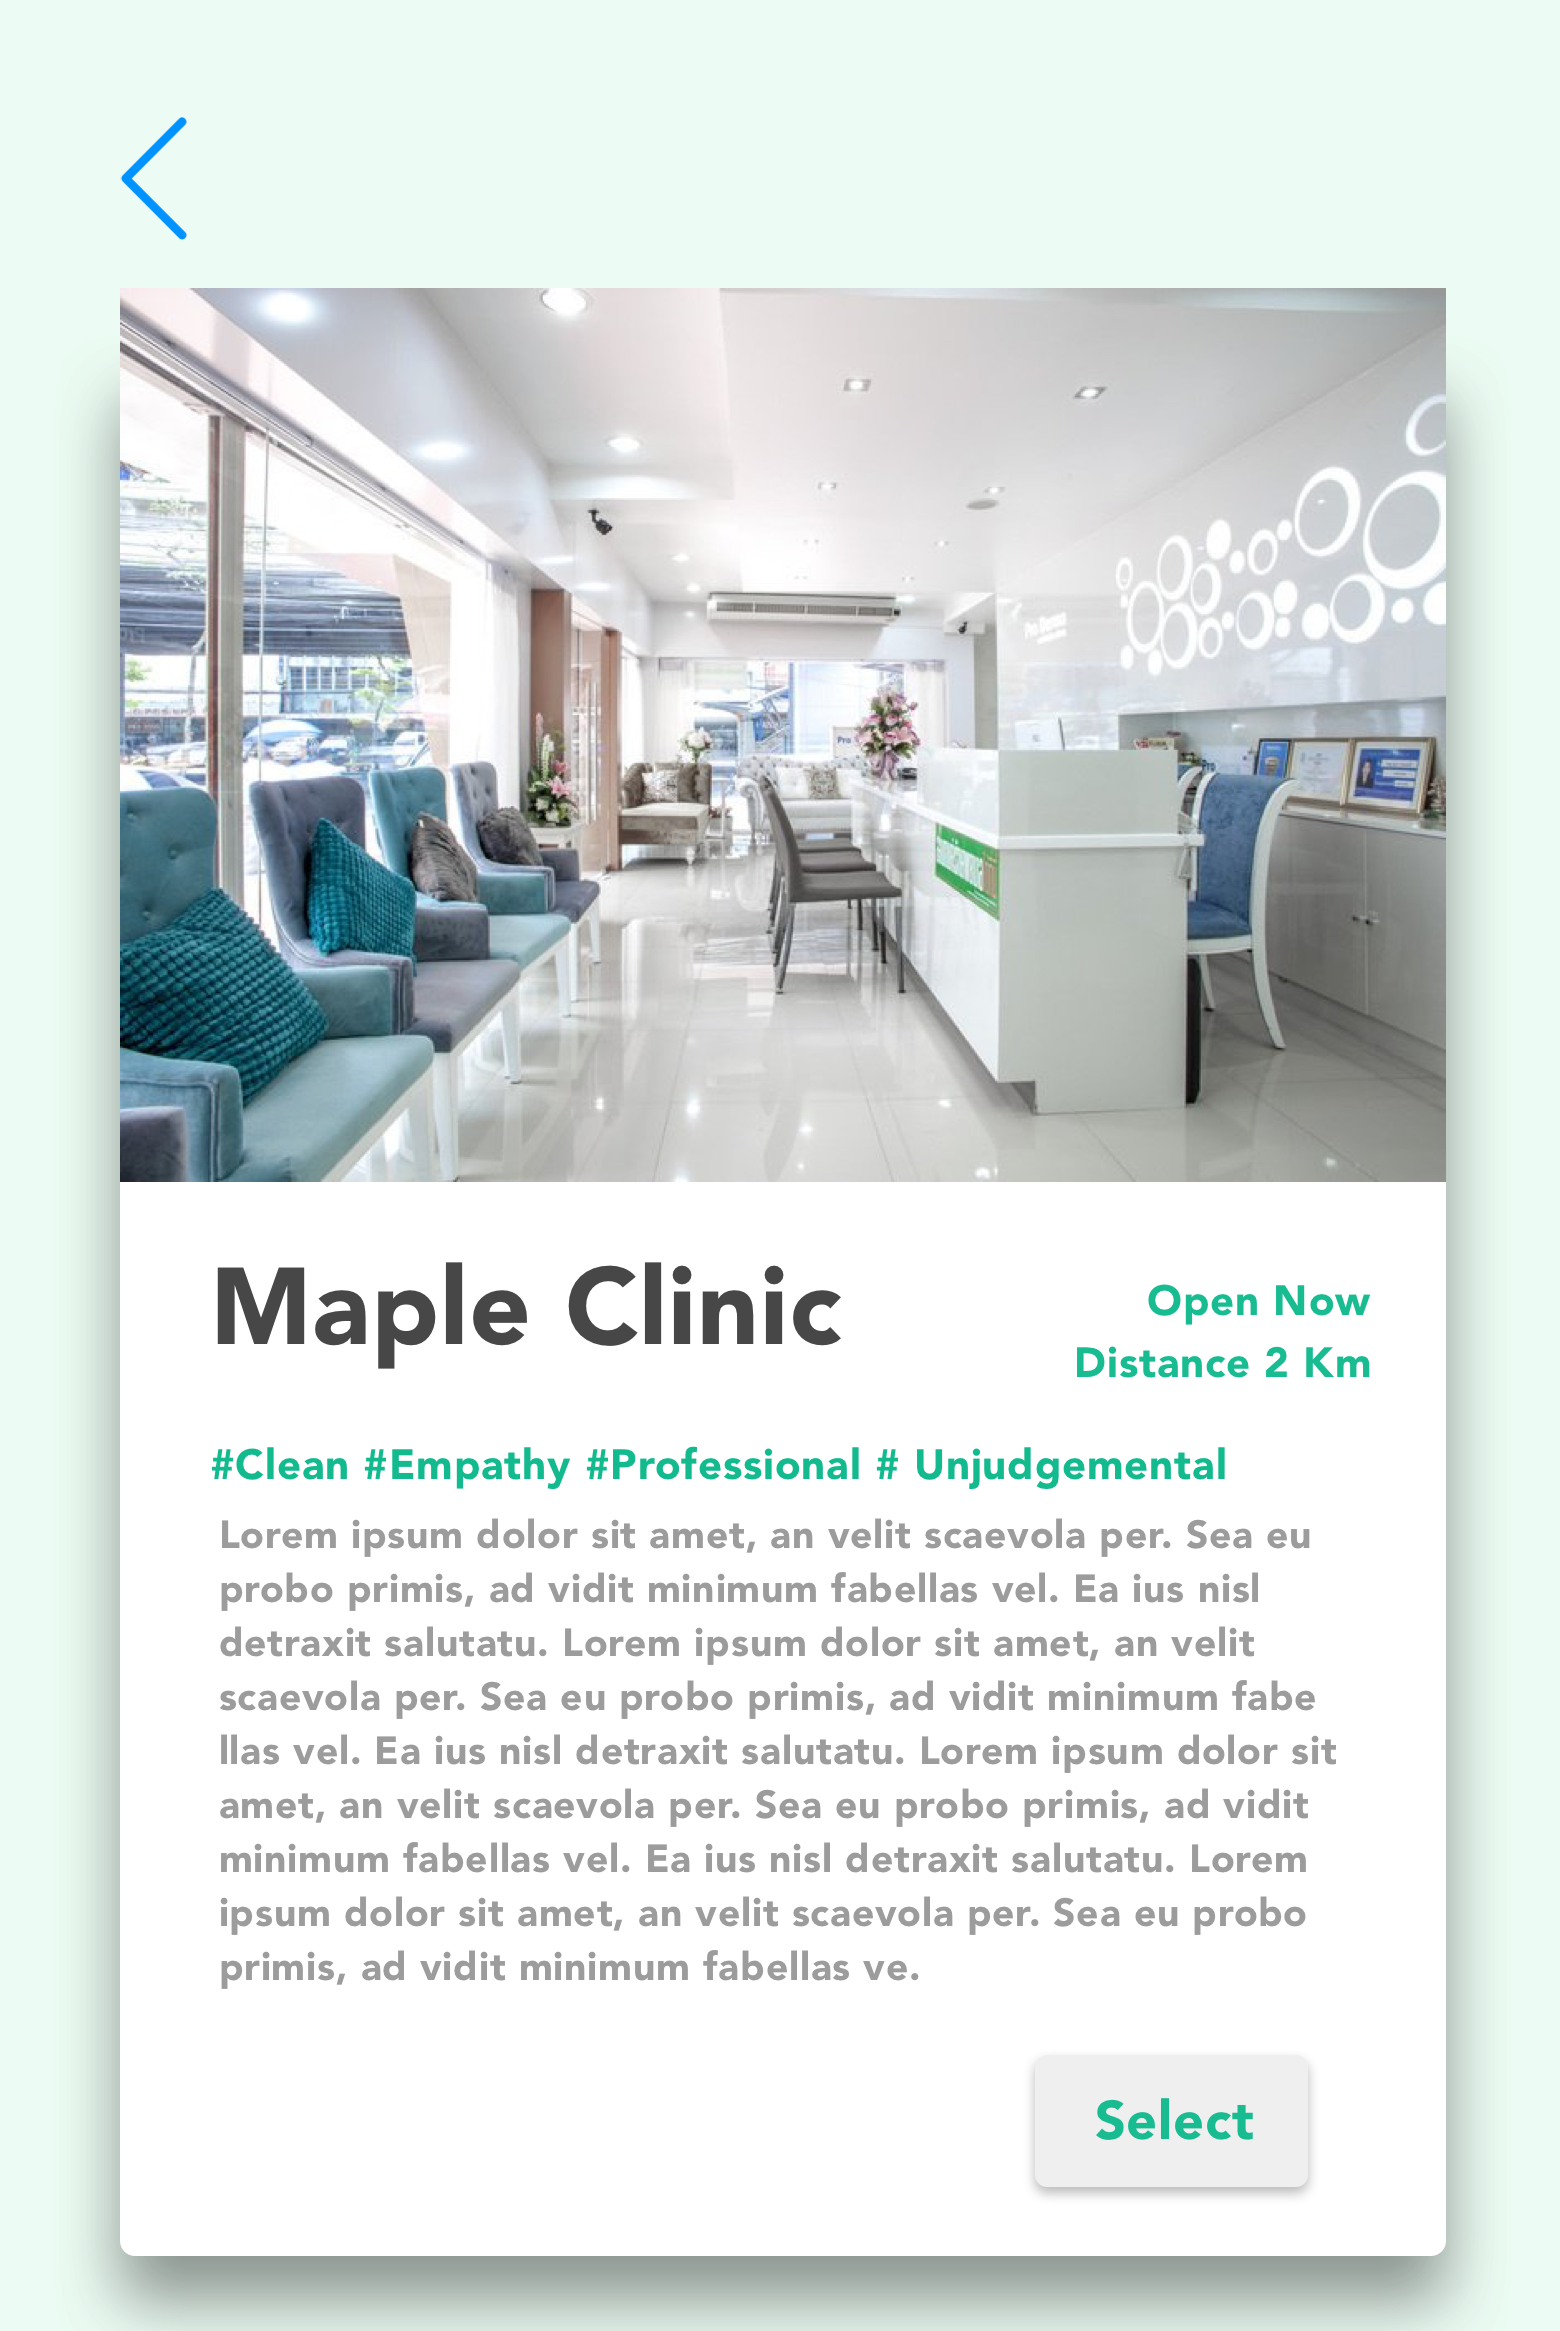 Maple Clinic
Open Now
Distance 2 Km
#Clean #Empathy #Professional # Unjudgemental
Lorem ipsum dolor sit amet, an velit scaevola per. Sea eu
probo primis, ad vidit minimum fabellas vel. Ea ius nisl
detraxit salutatu. Lorem ipsum dolor sit amet, an velit
scaevola per. Sea eu probo primis, ad vidit minimum fabe
llas vel. Ea ius nisl detraxit salutatu. Lorem ipsum dolor sit
amet, an velit scaevola per. Sea eu probo primis, ad vidit
minimum fabellas vel. Ea ius nisl detraxit salutatu. Lorem
ipsum dolor sit amet, an velit scaevola per. Sea eu probo
primis, ad vidit minimum fabellas ve.
Select